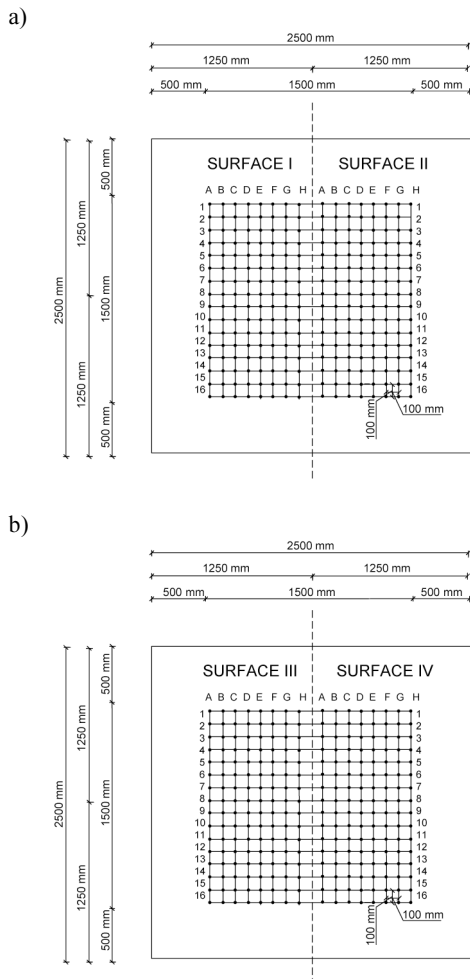 a)
2500 mm
1250 mm 1250 mm
500 mm 1500 mm 500 mm
SURFACE I SURFACE II
A B C D E F G H A B C D E F G H
1 1
2 2
3 3
4 4
5 5
6 6
7 7
8 8
9 9
10 10
11 11
12 12
13 13
14 14
15 15
16 16
2500 mm
1250 mm
1250 mm
500 mm
1500 mm
500 mm
100 mm
100 mm
b)
2500 mm
1250 mm 1250 mm
500 mm 1500 mm 500 mm
SURFACE III SURFACE IV
A B C D E F G H A B C D E F G H
1 1
2 2
3 3
4 4
5 5
6 6
7 7
8 8
9 9
10 10
11 11
12 12
13 13
14 14
15 15
16 16
2500 mm
1250 mm
1250 mm
500 mm
1500 mm
500 mm
100 mm
100 mm